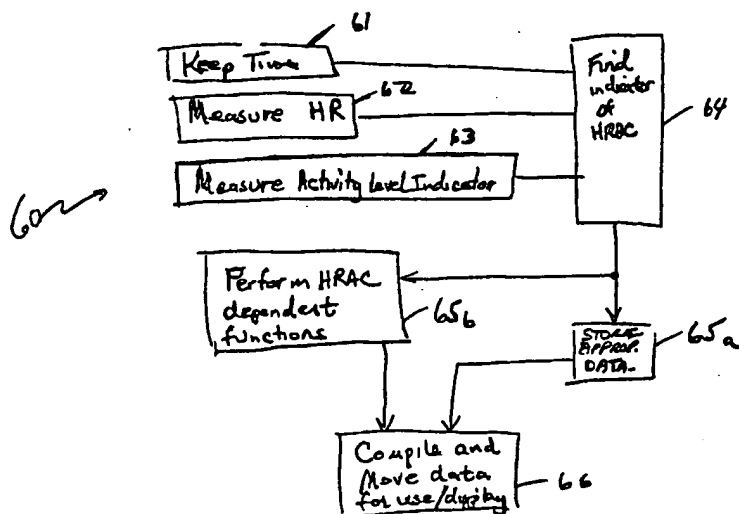 61
Keep Time
62
Measure HR
63
Measure Activity Level Indicator
Find
indicator
of
HRAC
64
60
Perform HRAC
dependent
functions
65b
STORE
APPROP.
DATA
65a
Compile and
Move data
for use/display
66